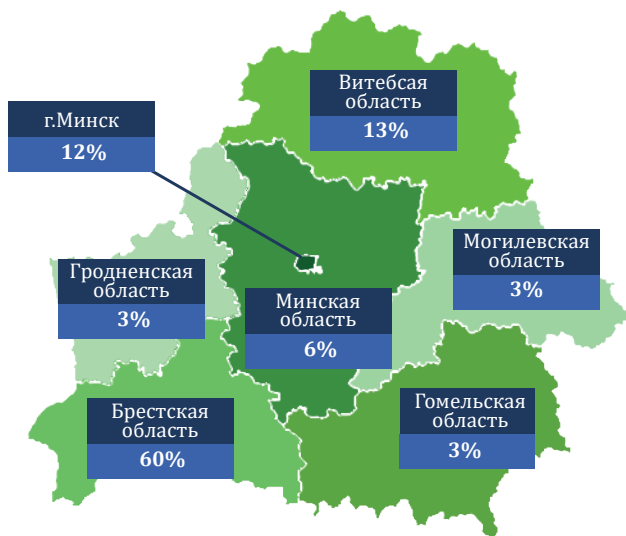 Витебсая
область
13%
г.Минск
12%
Могилевская
область
3%
Гродненская
область
3%
Минская
область
6%
Гомельская
область
3%
Брестская
область
60%